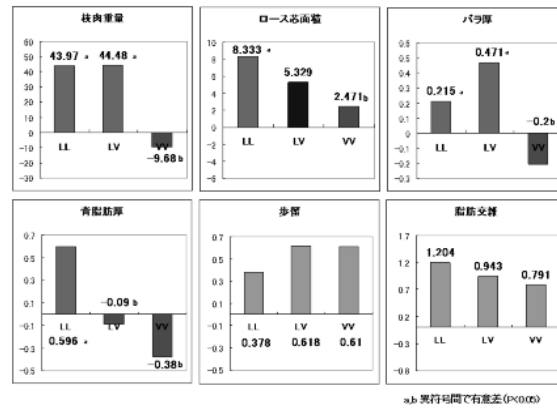 枝肉重量
50
40
30
20
10
0
-10
-20
-30
43.97 a
44.48 a
-9.68 b
LL
LV
VV
ロース芯面積
10
8
6
4
2
0
-2
-4
-6
8.333 a
5.329
2.471 b
LL
LV
VV
バラ厚
0.6
0.5
0.4
0.3
0.2
0.1
0
-0.1
-0.2
-0.3
0.215 a
0.471 a
-0.2 b
LL
LV
VV
背脂肪厚
0.7
0.5
0.3
0.1
-0.1
-0.3
-0.5
-0.09 b
LL
LV
VV
0.596 a
-0.38 b
歩留
0.7
0.5
0.3
0.1
-0.1
-0.3
-0.5
LL
LV
VV
0.378
0.618
0.61
脂肪交雑
1.7
1.2
0.7
0.2
-0.3
-0.8
1.204
0.943
0.791
LL
LV
VV
a,b 異符号間で有意差(P<0.05)